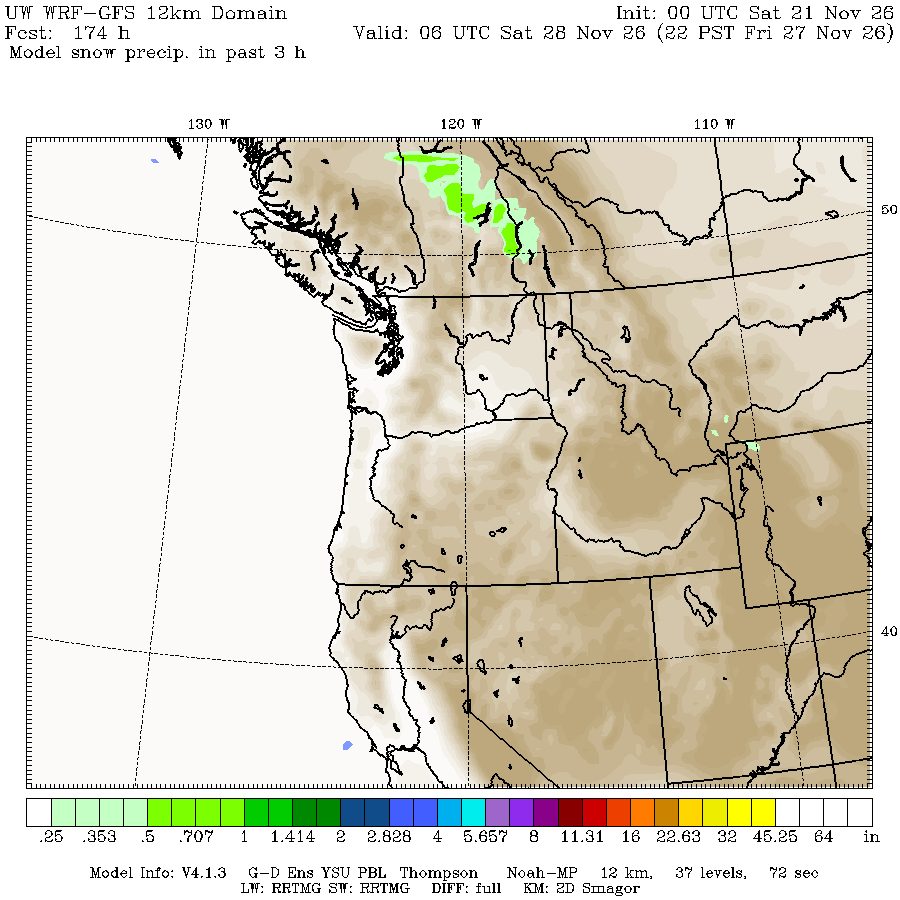 UW WRF-GFS 12km Domain Init: 00 UTC Sat 21 Nov 26
Fcst: 174 h Valid: 06 UTC Sat 28 Nov 26 (22 PST Fri 27 Nov 26)
Model snow precip. in past 3 h
130 W 120 W 110 W
50
40
.25 .353 .5 .707 1 1.414 2 2.828 4 5.657 8 11.31 16 22.63 32 45.25 64 in
Model Info: V4.1.3 G-D Ens YSU PBL Thompson Noah-MP 12 km, 37 levels, 72 sec
LW: RRTMG SW: RRTMG DIFF: full KM: 2D Smagor